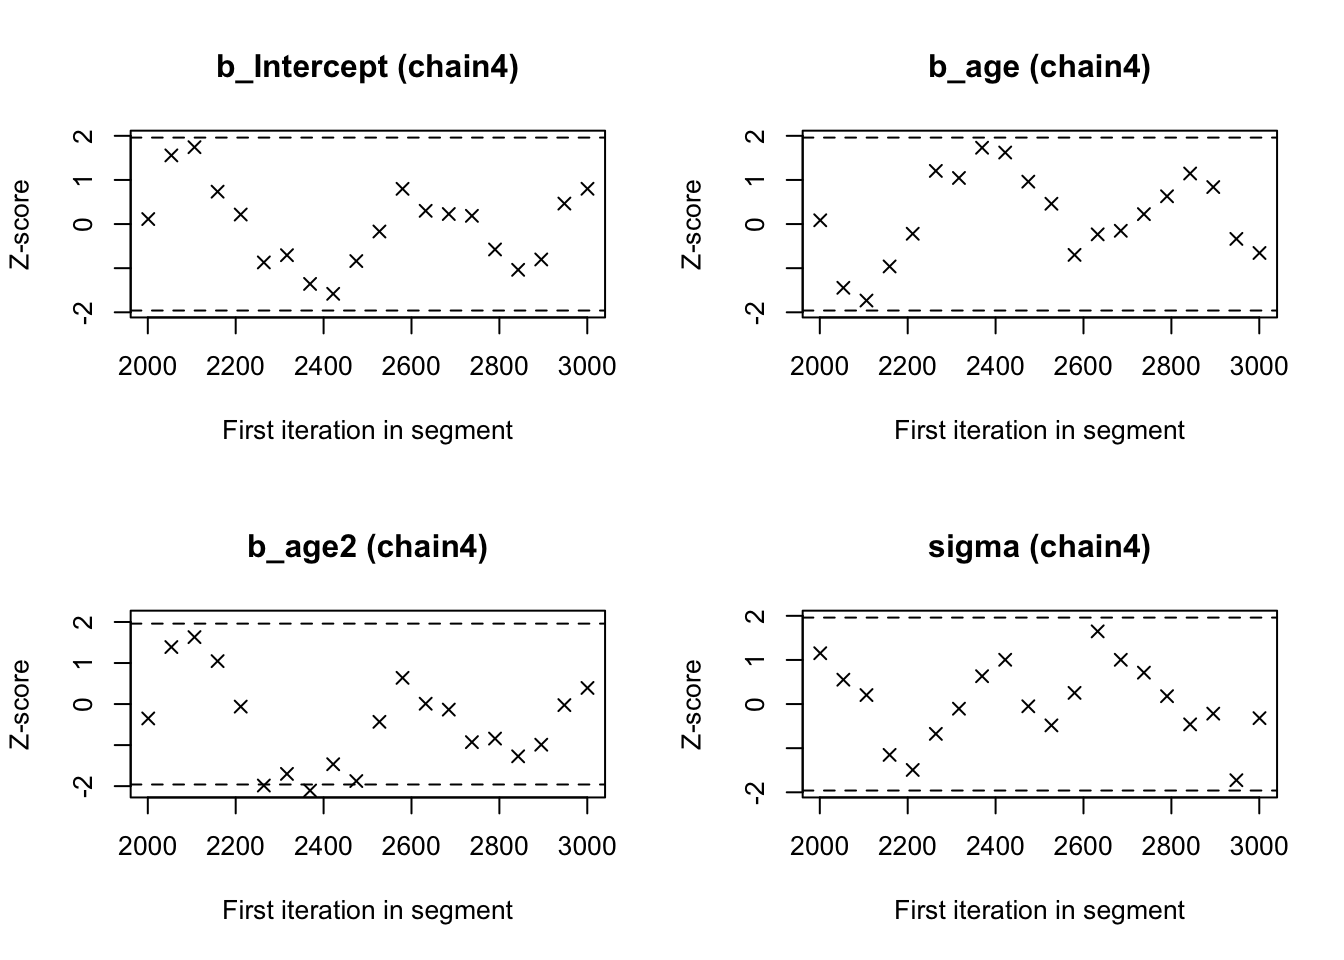 b_Intercept (chain4)
Z-score
2
1
0
-2
2000 2200 2400 2600 2800 3000
First iteration in segment
b_age (chain4)
Z-score
2
1
0
-2
2000 2200 2400 2600 2800 3000
First iteration in segment
b_age2 (chain4)
Z-score
2
1
0
-2
2000 2200 2400 2600 2800 3000
First iteration in segment
sigma (chain4)
Z-score
2
1
0
-2
2000 2200 2400 2600 2800 3000
First iteration in segment